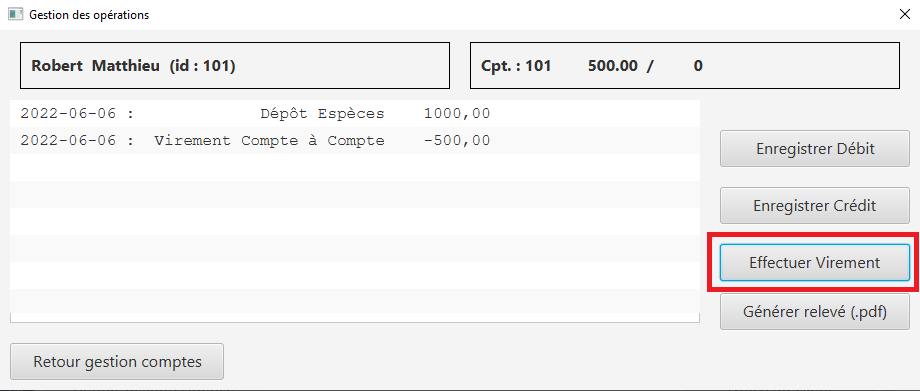 Gestion des opérations
Robert Matthieu (id : 101)
Cpt. : 101 500.00 / 0
2022-06-06 : Dépôt Espèces 1000,00
2022-06-06 : Virement Compte à Compte -500,00
Enregistrer Débit
Enregistrer Crédit
Effectuer Virement
Générer relevé (.pdf)
Retour gestion comptes